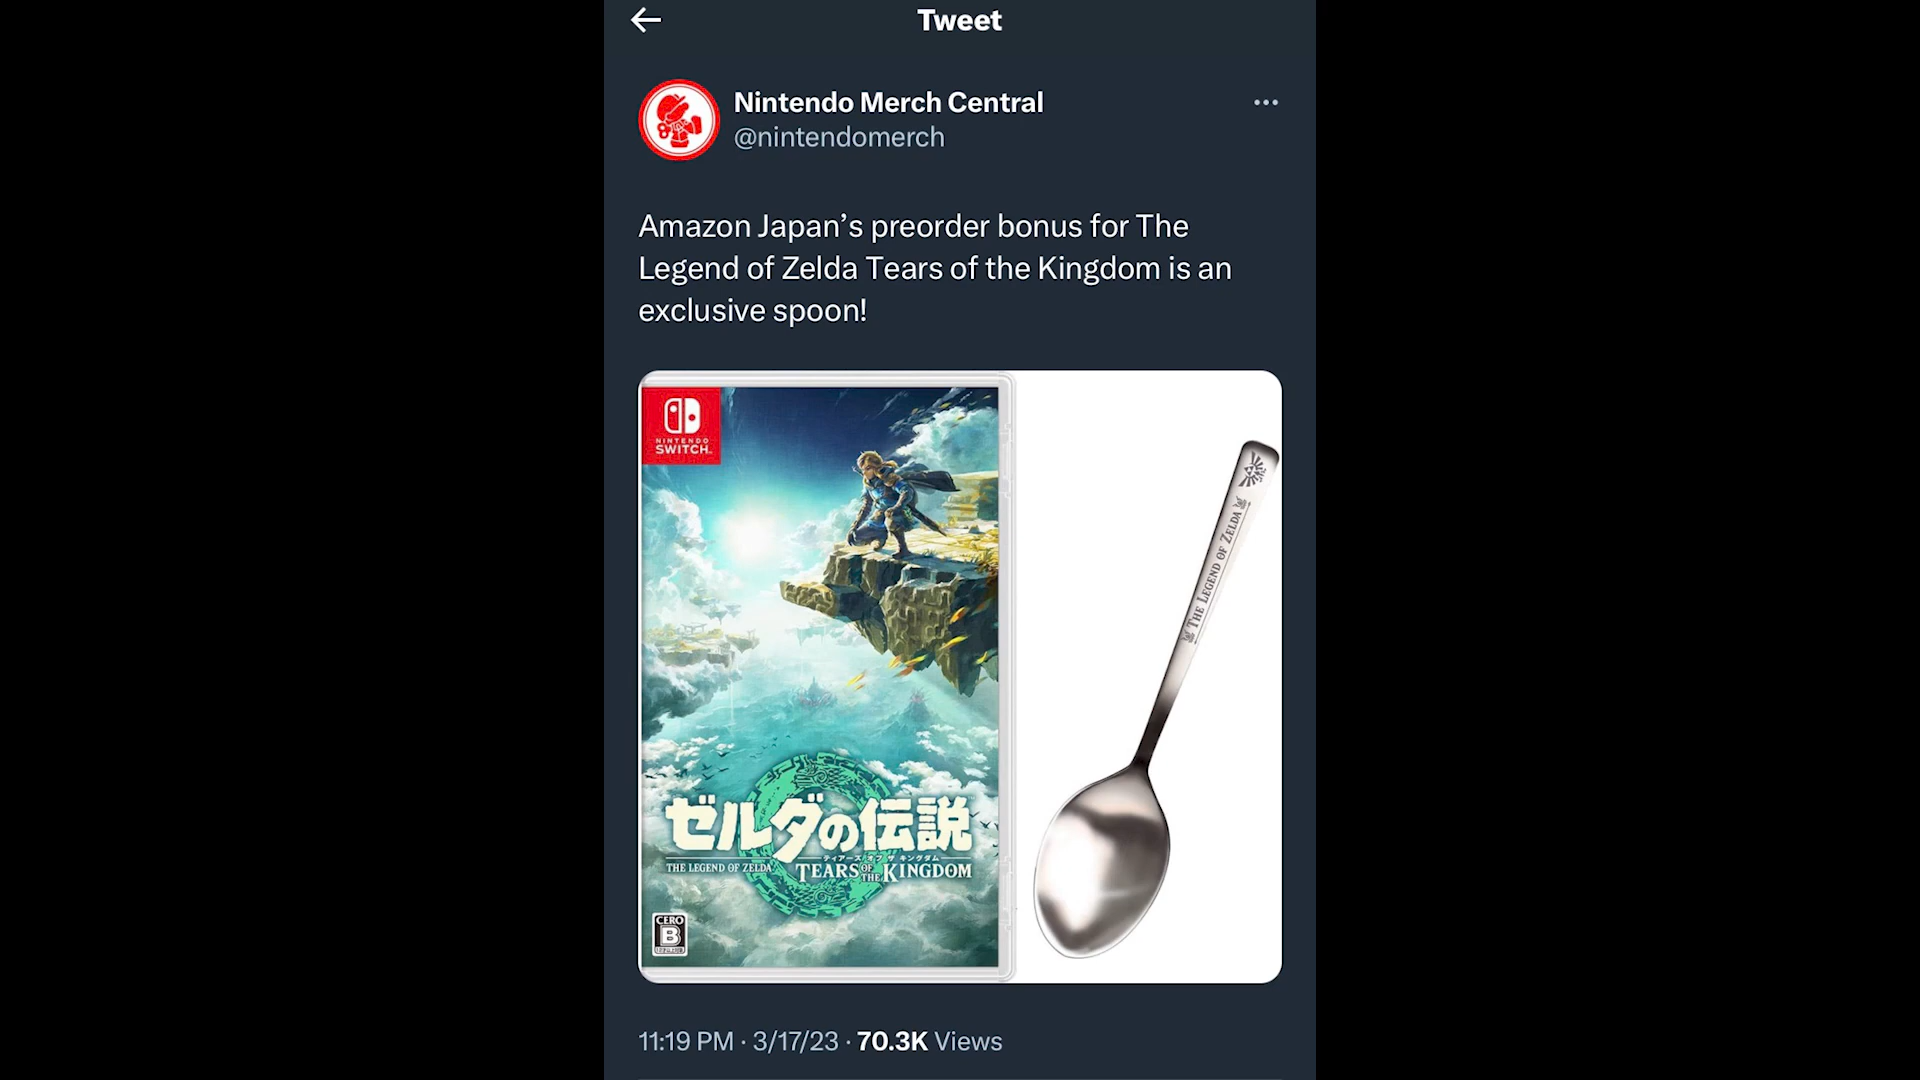 Tweet
Nintendo Merch Central
@nintendomerch
Amazon Japan’s preorder bonus for The
Legend of Zelda Tears of the Kingdom is an
exclusive spoon!
NINTENDO
SWITCH
THE LEGEND OF ZELDA
ゼルダの伝説
ティアーズ オブ ザ キングダム
THE LEGEND OF ZELDA TEARS OF THE KINGDOM
CERO
B
11:19 PM · 3/17/23 · 70.3K Views